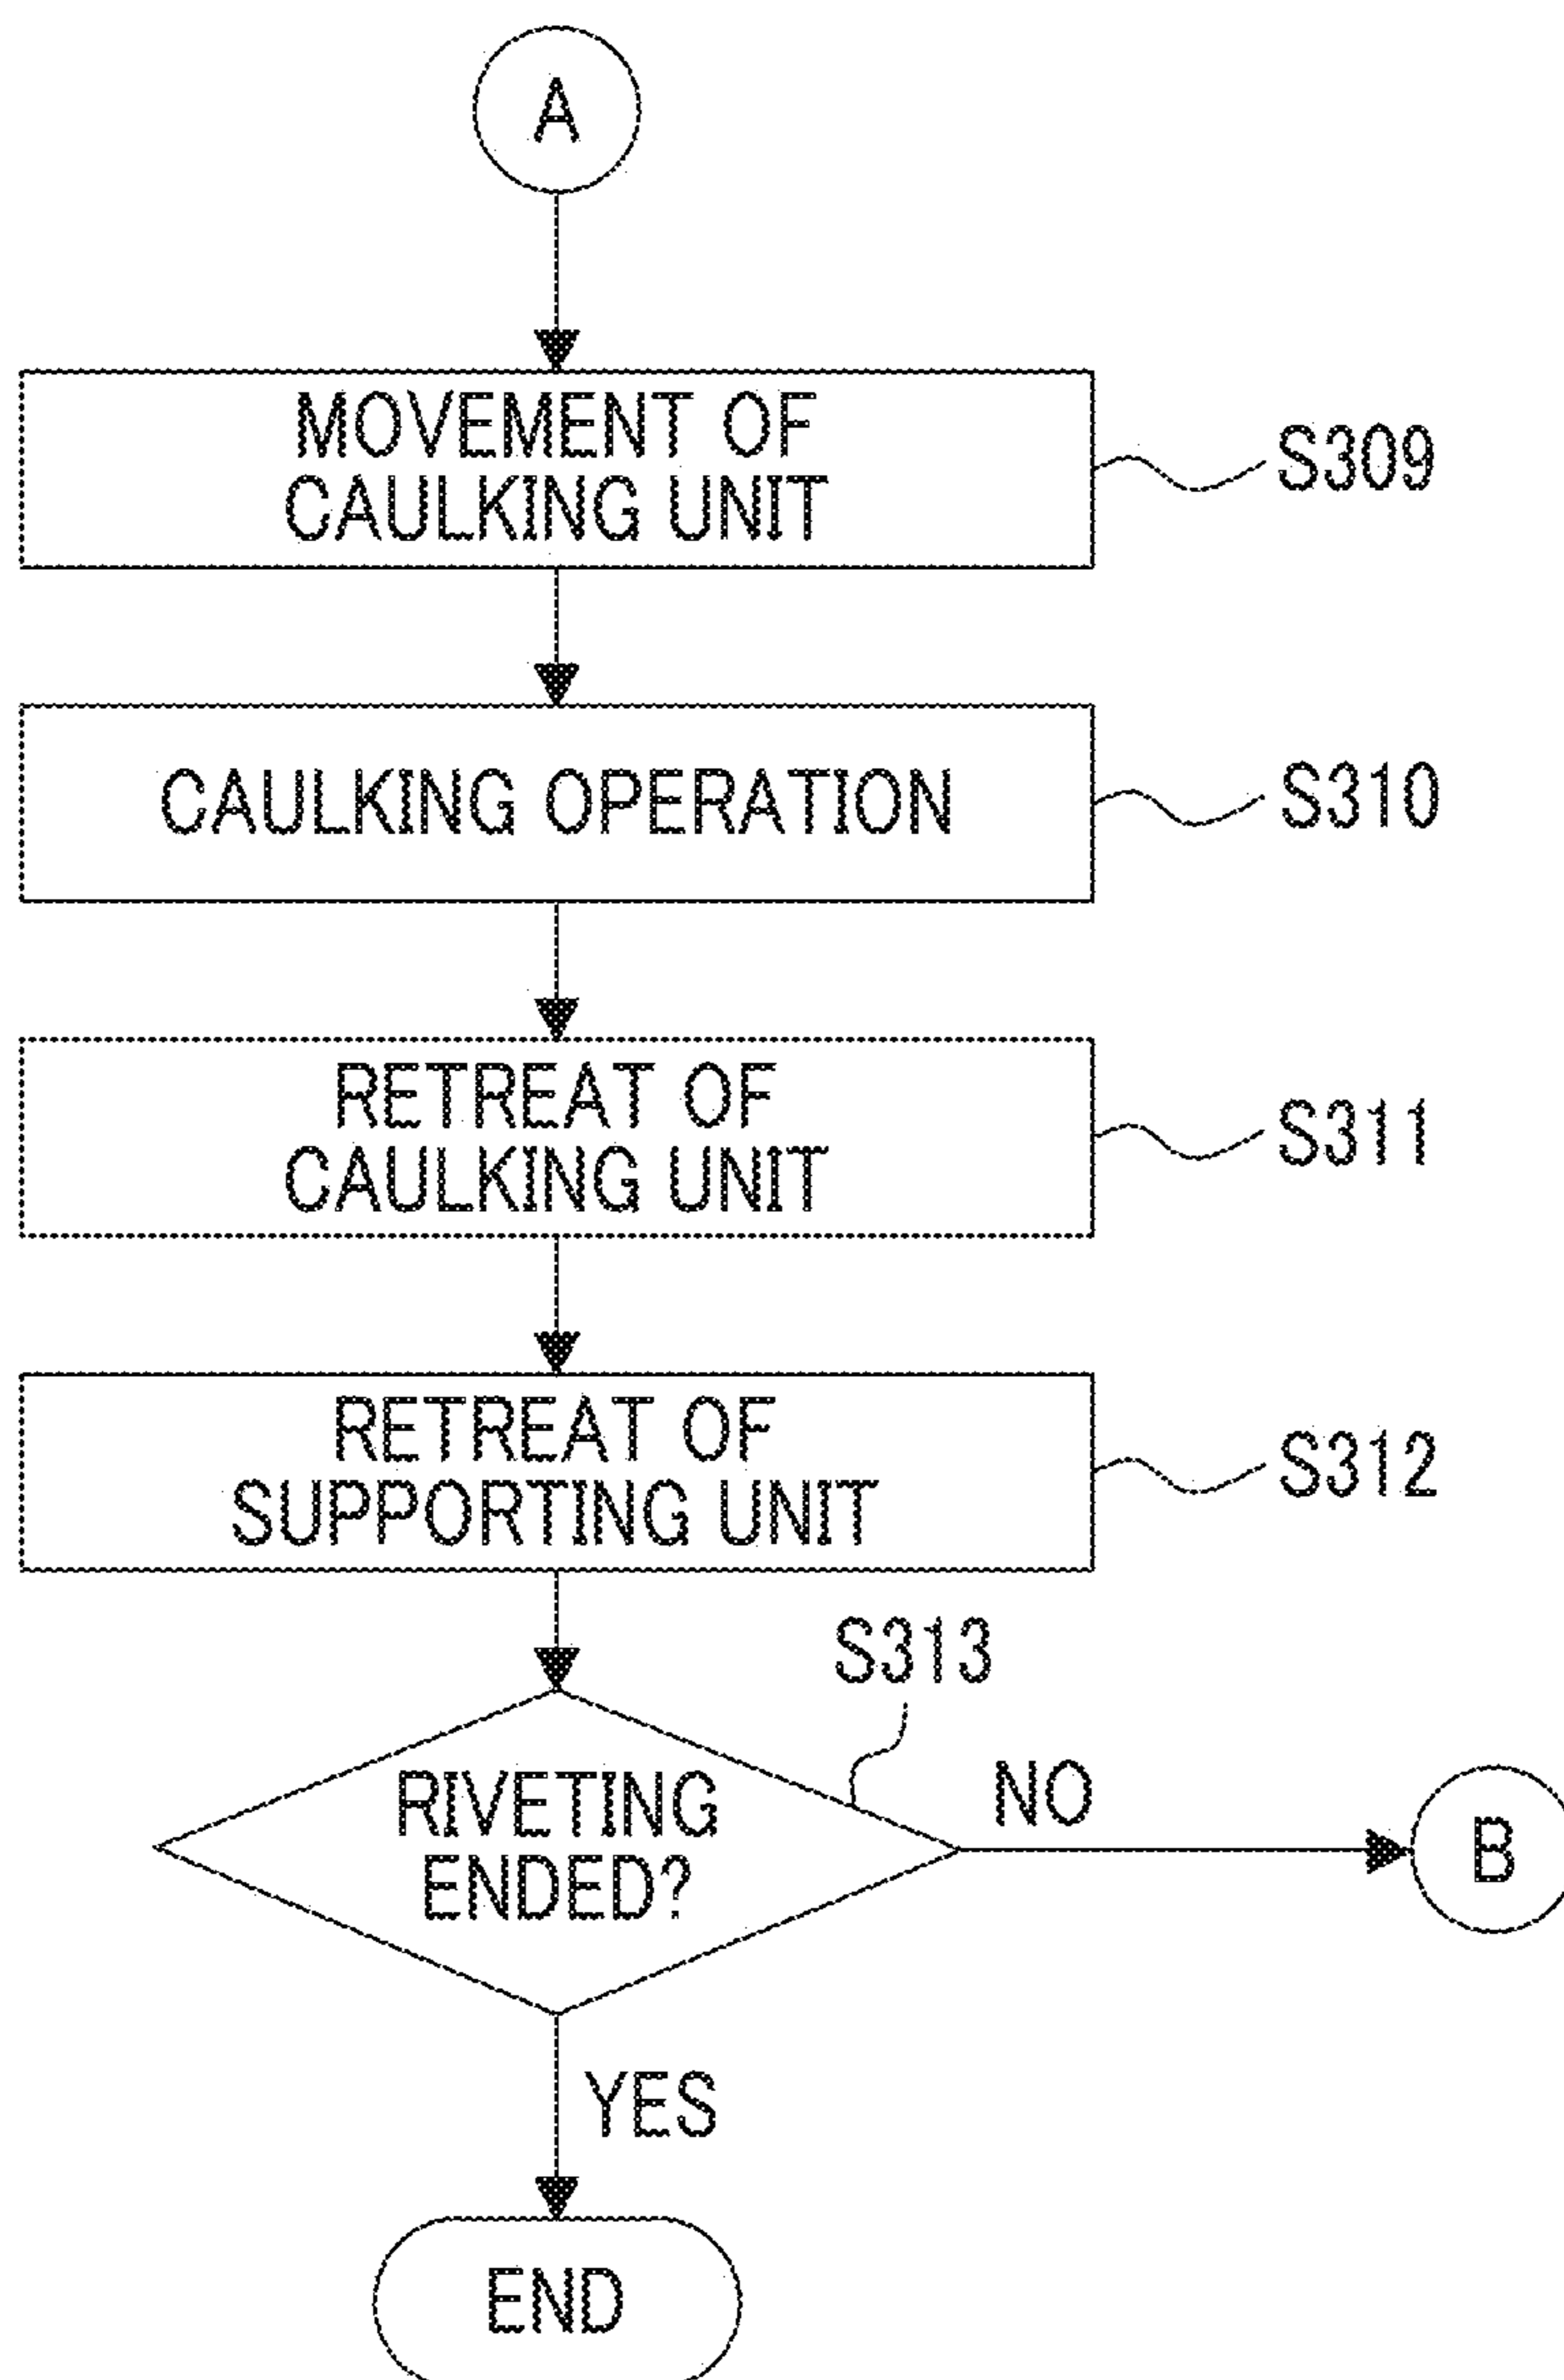 A
MOVEMENT OF
CAULKING UNIT
S309
CAULKING OPERATION
S310
RETREAT OF
CAULKING UNIT
S311
RETREAT OF
SUPPORTING UNIT
S312
S313
RIVETING
ENDED?
NO
B
YES
END